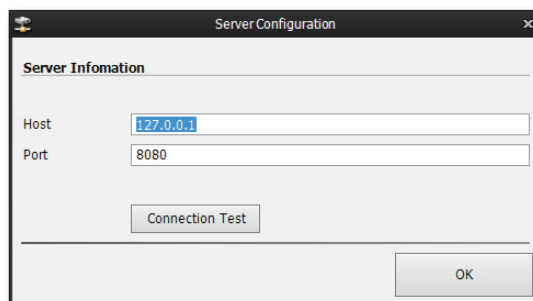 Server Configuration
Server Infomation
Host 127.0.0.1
Port 8080
Connection Test
OK